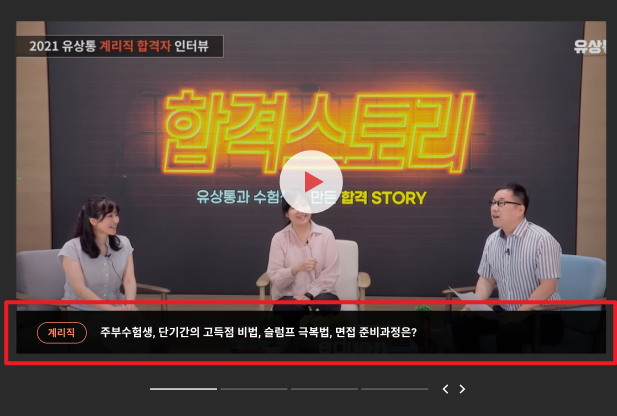 2021 유상통 계리직 합격자 인터뷰
유상
합격스토리
유상통과 수험 만든 합격 STORY
계리직 주부수험생, 단기간의 고득점 비법, 슬럼프 극복법, 면접 준비과정은?